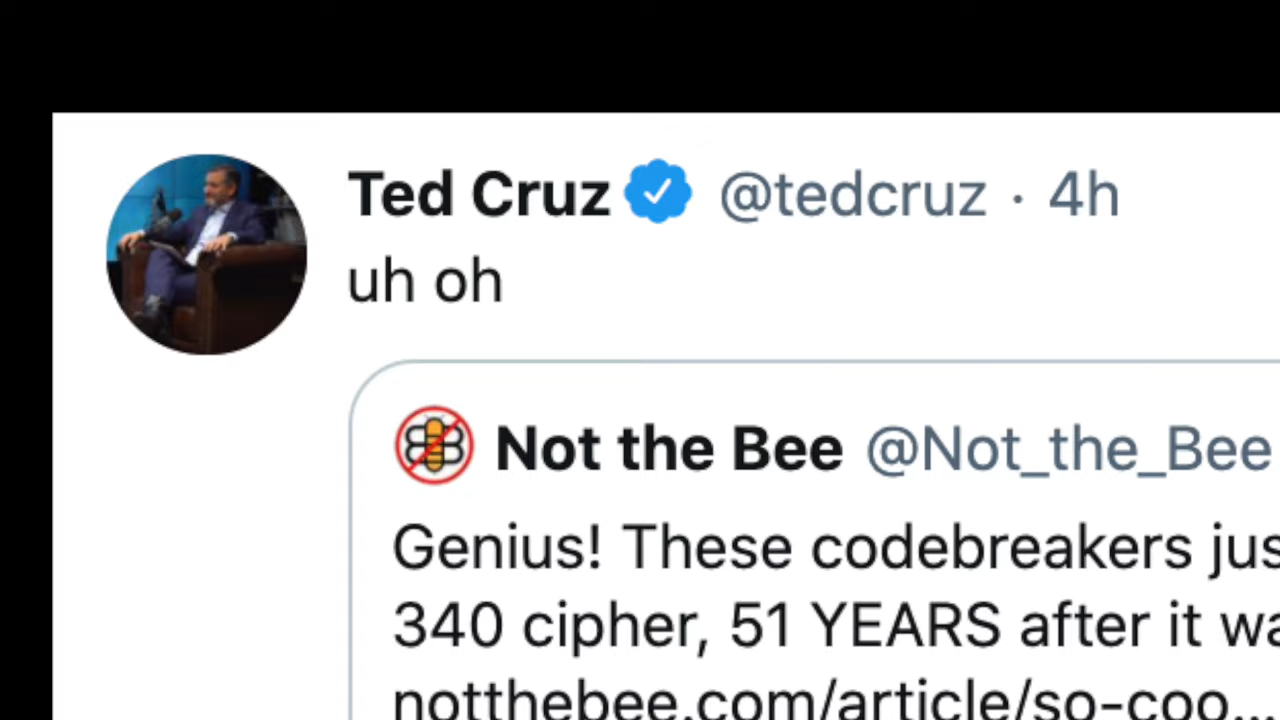 Ted Cruz @tedcruz · 4h
uh oh
Not the Bee @Not_the_Bee
Genius! These codebreakers jus
340 cipher, 51 YEARS after it wa
notthebee.com/article/so-coo...